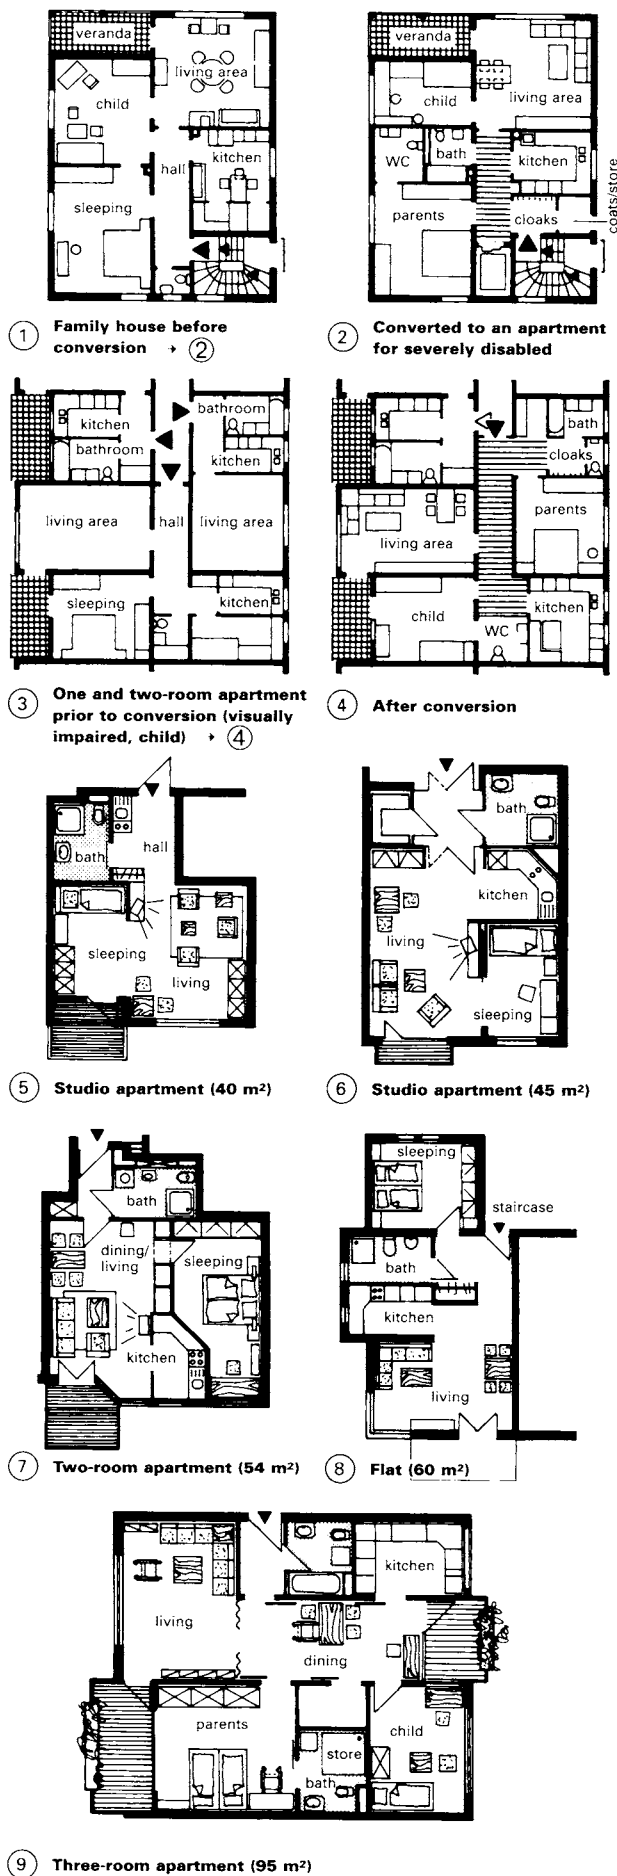 veranda
living area
child
hall
kitchen
sleeping
1 Family house before
conversion → 2
veranda
child
living area
WC
bath
kitchen
parents
cloaks
coats/store
2 Converted to an apartment
for severely disabled
kitchen
bathroom
bathroom
kitchen
living area
hall
living area
sleeping
kitchen
3 One and two-room apartment
prior to conversion (visually
impaired, child) → 4
bath
cloaks
parents
living area
child
WC
kitchen
4 After conversion
bath
hall
sleeping
living
5 Studio apartment (40 m²)
bath
kitchen
living
sleeping
6 Studio apartment (45 m²)
bath
dining/
living
sleeping
kitchen
7 Two-room apartment (54 m²)
sleeping
staircase
bath
kitchen
living
8 Flat (60 m²)
kitchen
living
dining
parents
child
store
bath
9 Three-room apartment (95 m²)